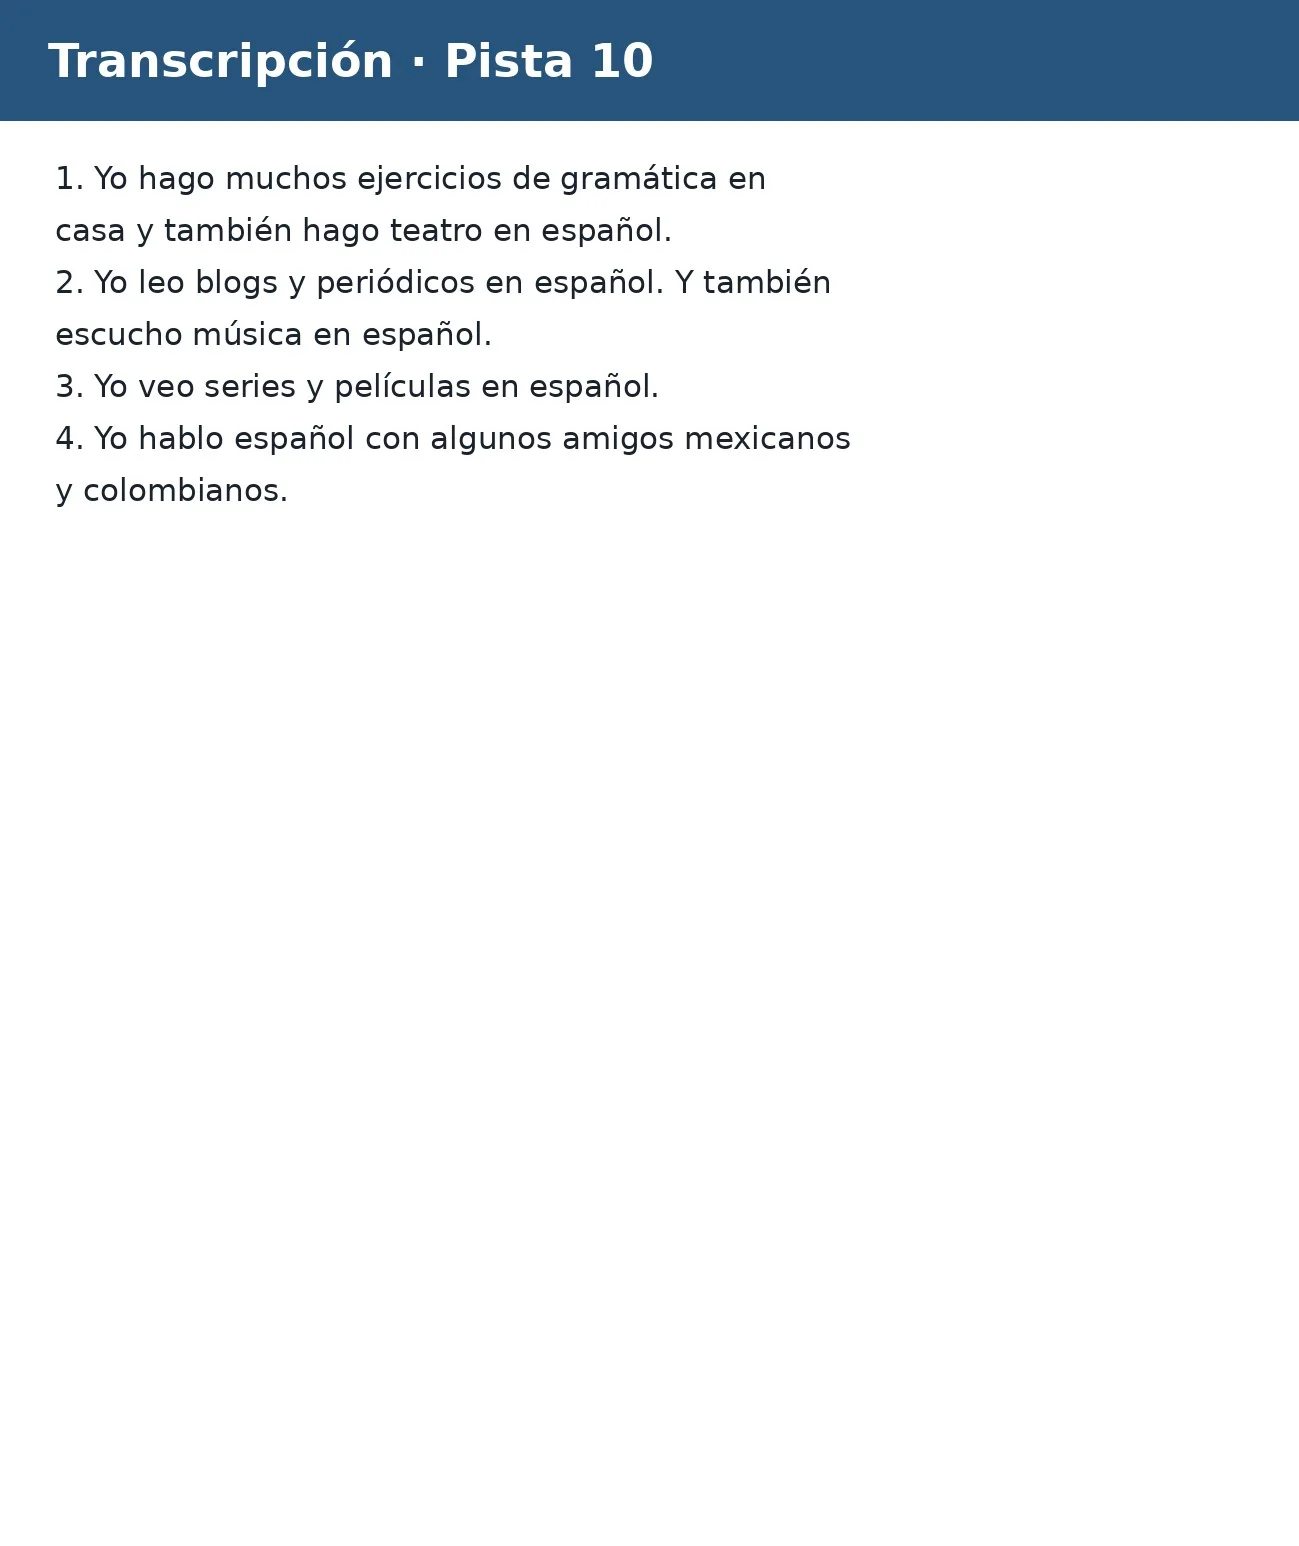 Transcripción · Pista 10
1. Yo hago muchos ejercicios de gramática en
casa y también hago teatro en español.
2. Yo leo blogs y periódicos en español. Y también
escucho música en español.
3. Yo veo series y películas en español.
4. Yo hablo español con algunos amigos mexicanos
y colombianos.